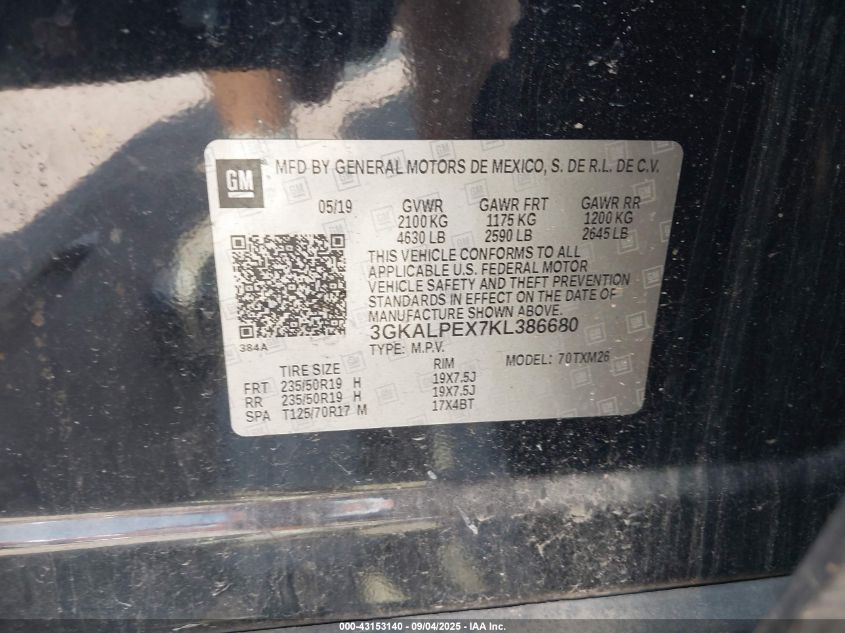 GM
MFD BY GENERAL MOTORS DE MEXICO, S. DE R.L. DE C.V.
05/19 GVWR GAWR FRT GAWR RR
2100 KG 1175 KG 1200 KG
4630 LB 2590 LB 2645 LB
THIS VEHICLE CONFORMS TO ALL
APPLICABLE U.S. FEDERAL MOTOR
VEHICLE SAFETY AND THEFT PREVENTION
STANDARDS IN EFFECT ON THE DATE OF
MANUFACTURE SHOWN ABOVE.
3GKALPEX7KL386680
384A
TYPE: M.P.V. MODEL: 70TXM26
TIRE SIZE RIM
FRT 235/50R19 H 19X7.5J
RR 235/50R19 H 19X7.5J
SPA T125/70R17 M 17X4BT
000-43153140 - 09/04/2025 - IAA Inc.